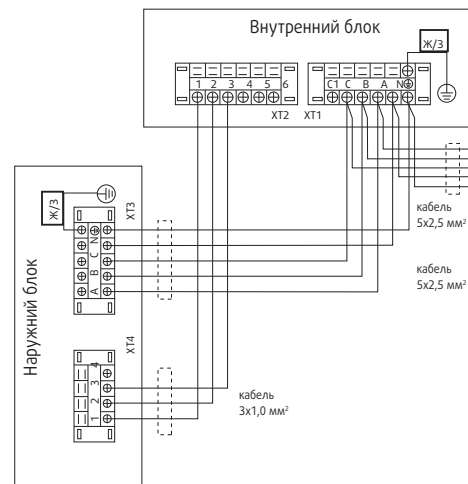 Внутренний блок
Ж/З
1 2 3 4 5 6
XT2
C1 C B A N
XT1
кабель
5x2,5 мм²
кабель
5x2,5 мм²
Наружний блок
Ж/З
XT3
A B C N
XT4
1 2 3 4
кабель
3x1,0 мм²